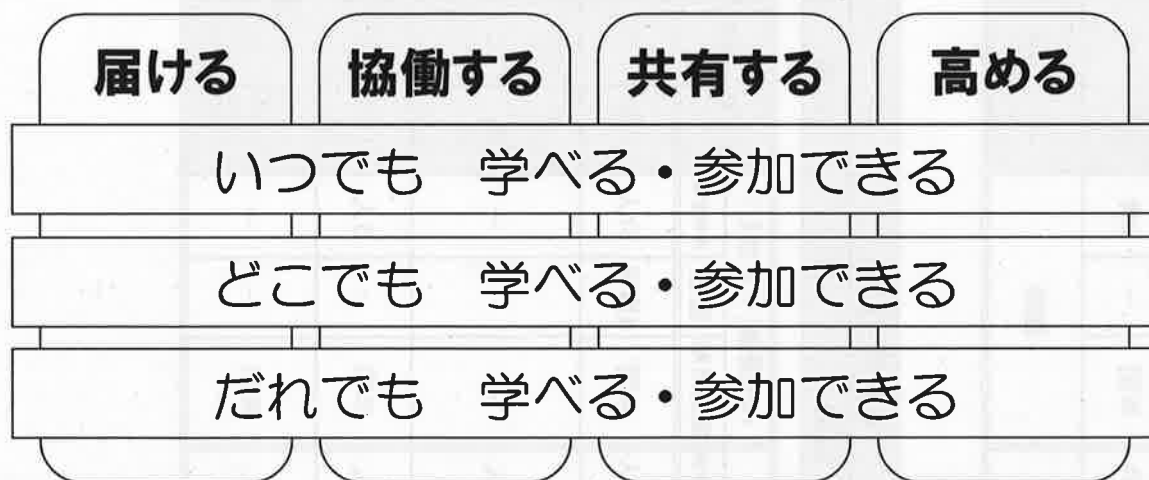 届ける 協働する 共有する 高める
いつでも　学べる・参加できる
どこでも　学べる・参加できる
だれでも　学べる・参加できる